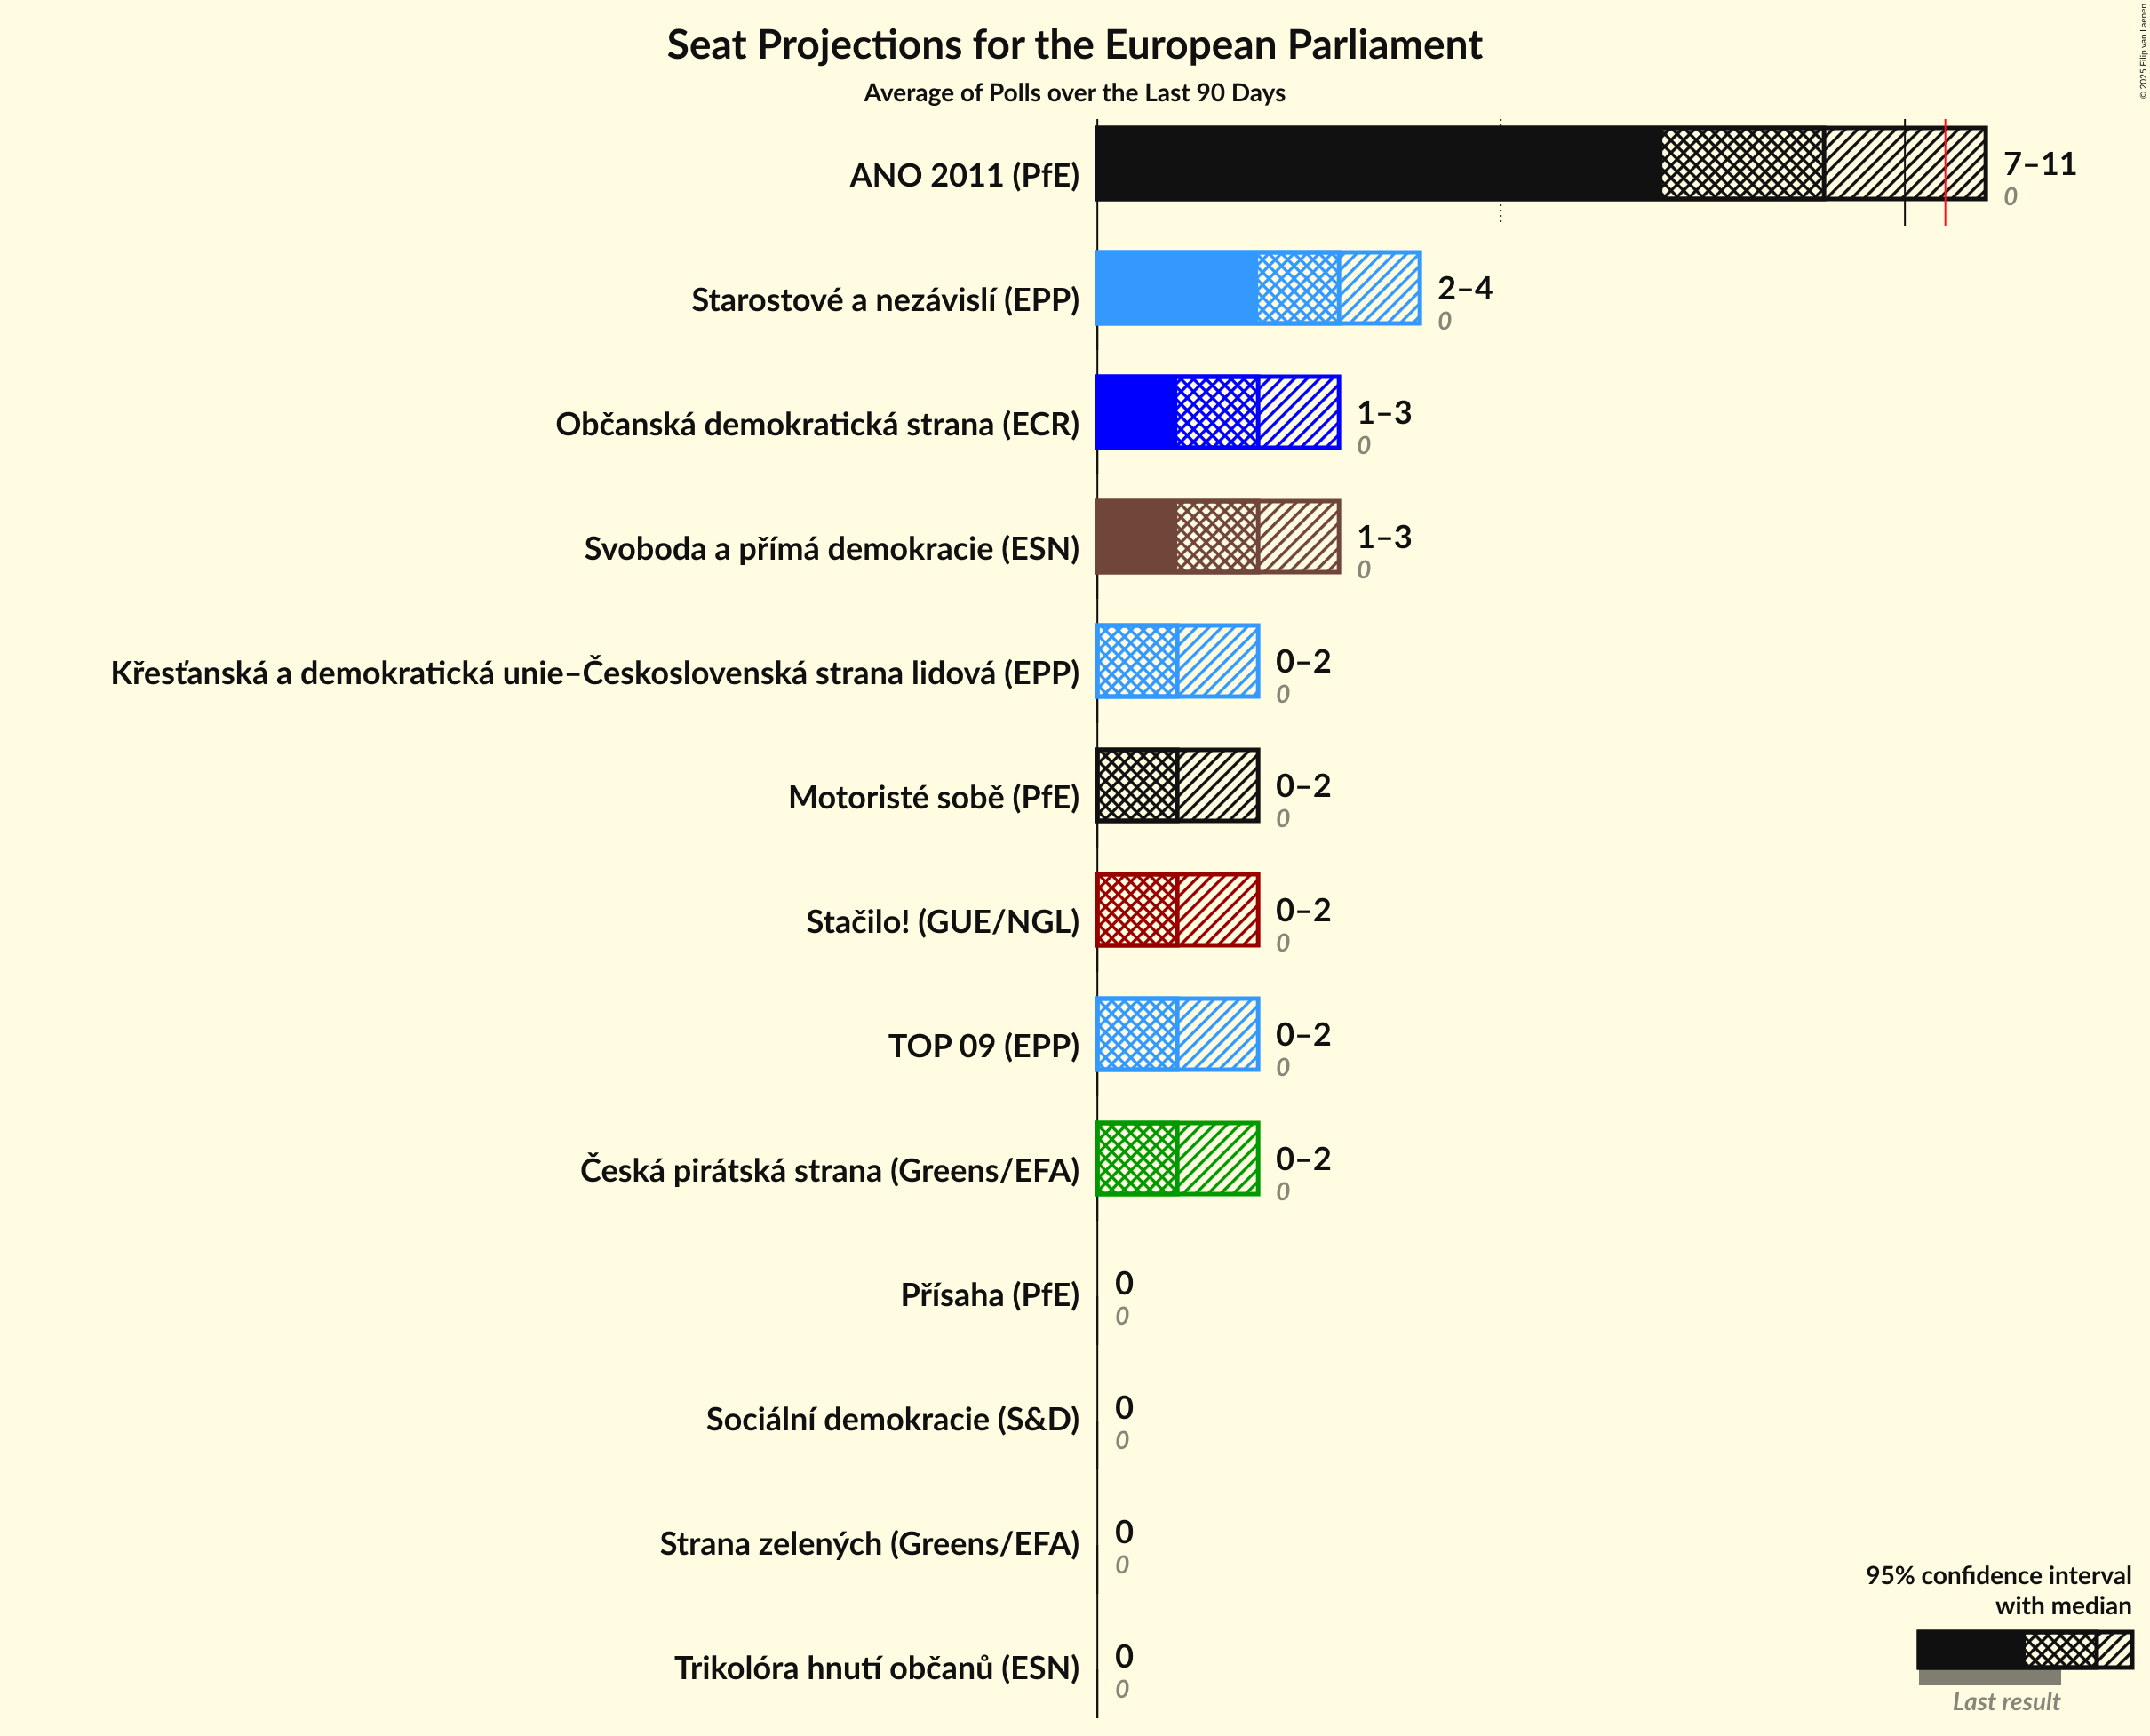 Seat Projections for the European Parliament
Average of Polls over the Last 90 Days
© 2025 Filip van Laenen
ANO 2011 (PfE)
7–11
0
Starostové a nezávislí (EPP)
2–4
0
Občanská demokratická strana (ECR)
1–3
0
Svoboda a přímá demokracie (ESN)
1–3
0
Křesťanská a demokratická unie–Československá strana lidová (EPP)
0–2
0
Motoristé sobě (PfE)
0–2
0
Stačilo! (GUE/NGL)
0–2
0
TOP 09 (EPP)
0–2
0
Česká pirátská strana (Greens/EFA)
0–2
0
Přísaha (PfE)
0
0
Sociální demokracie (S&D)
0
0
Strana zelených (Greens/EFA)
0
0
Trikolóra hnutí občanů (ESN)
0
0
95% confidence interval
with median
Last result